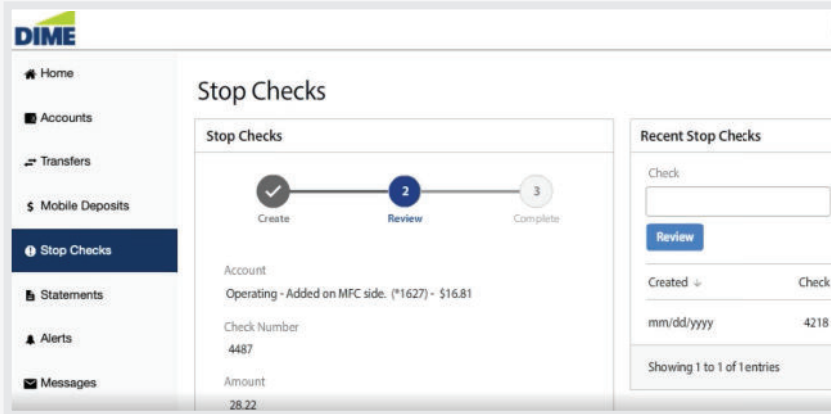 DIME
Home
Accounts
Transfers
$ Mobile Deposits
Stop Checks
Statements
Alerts
Messages
Stop Checks
Stop Checks
2
3
Create
Review
Complete
Account
Operating - Added on MFC side. (*1627) - $16.81
Check Number
4487
Amount
28.22
Recent Stop Checks
Check
Review
Created ↓ Check
mm/dd/yyyy 4218
Showing 1 to 1 of 1 entries